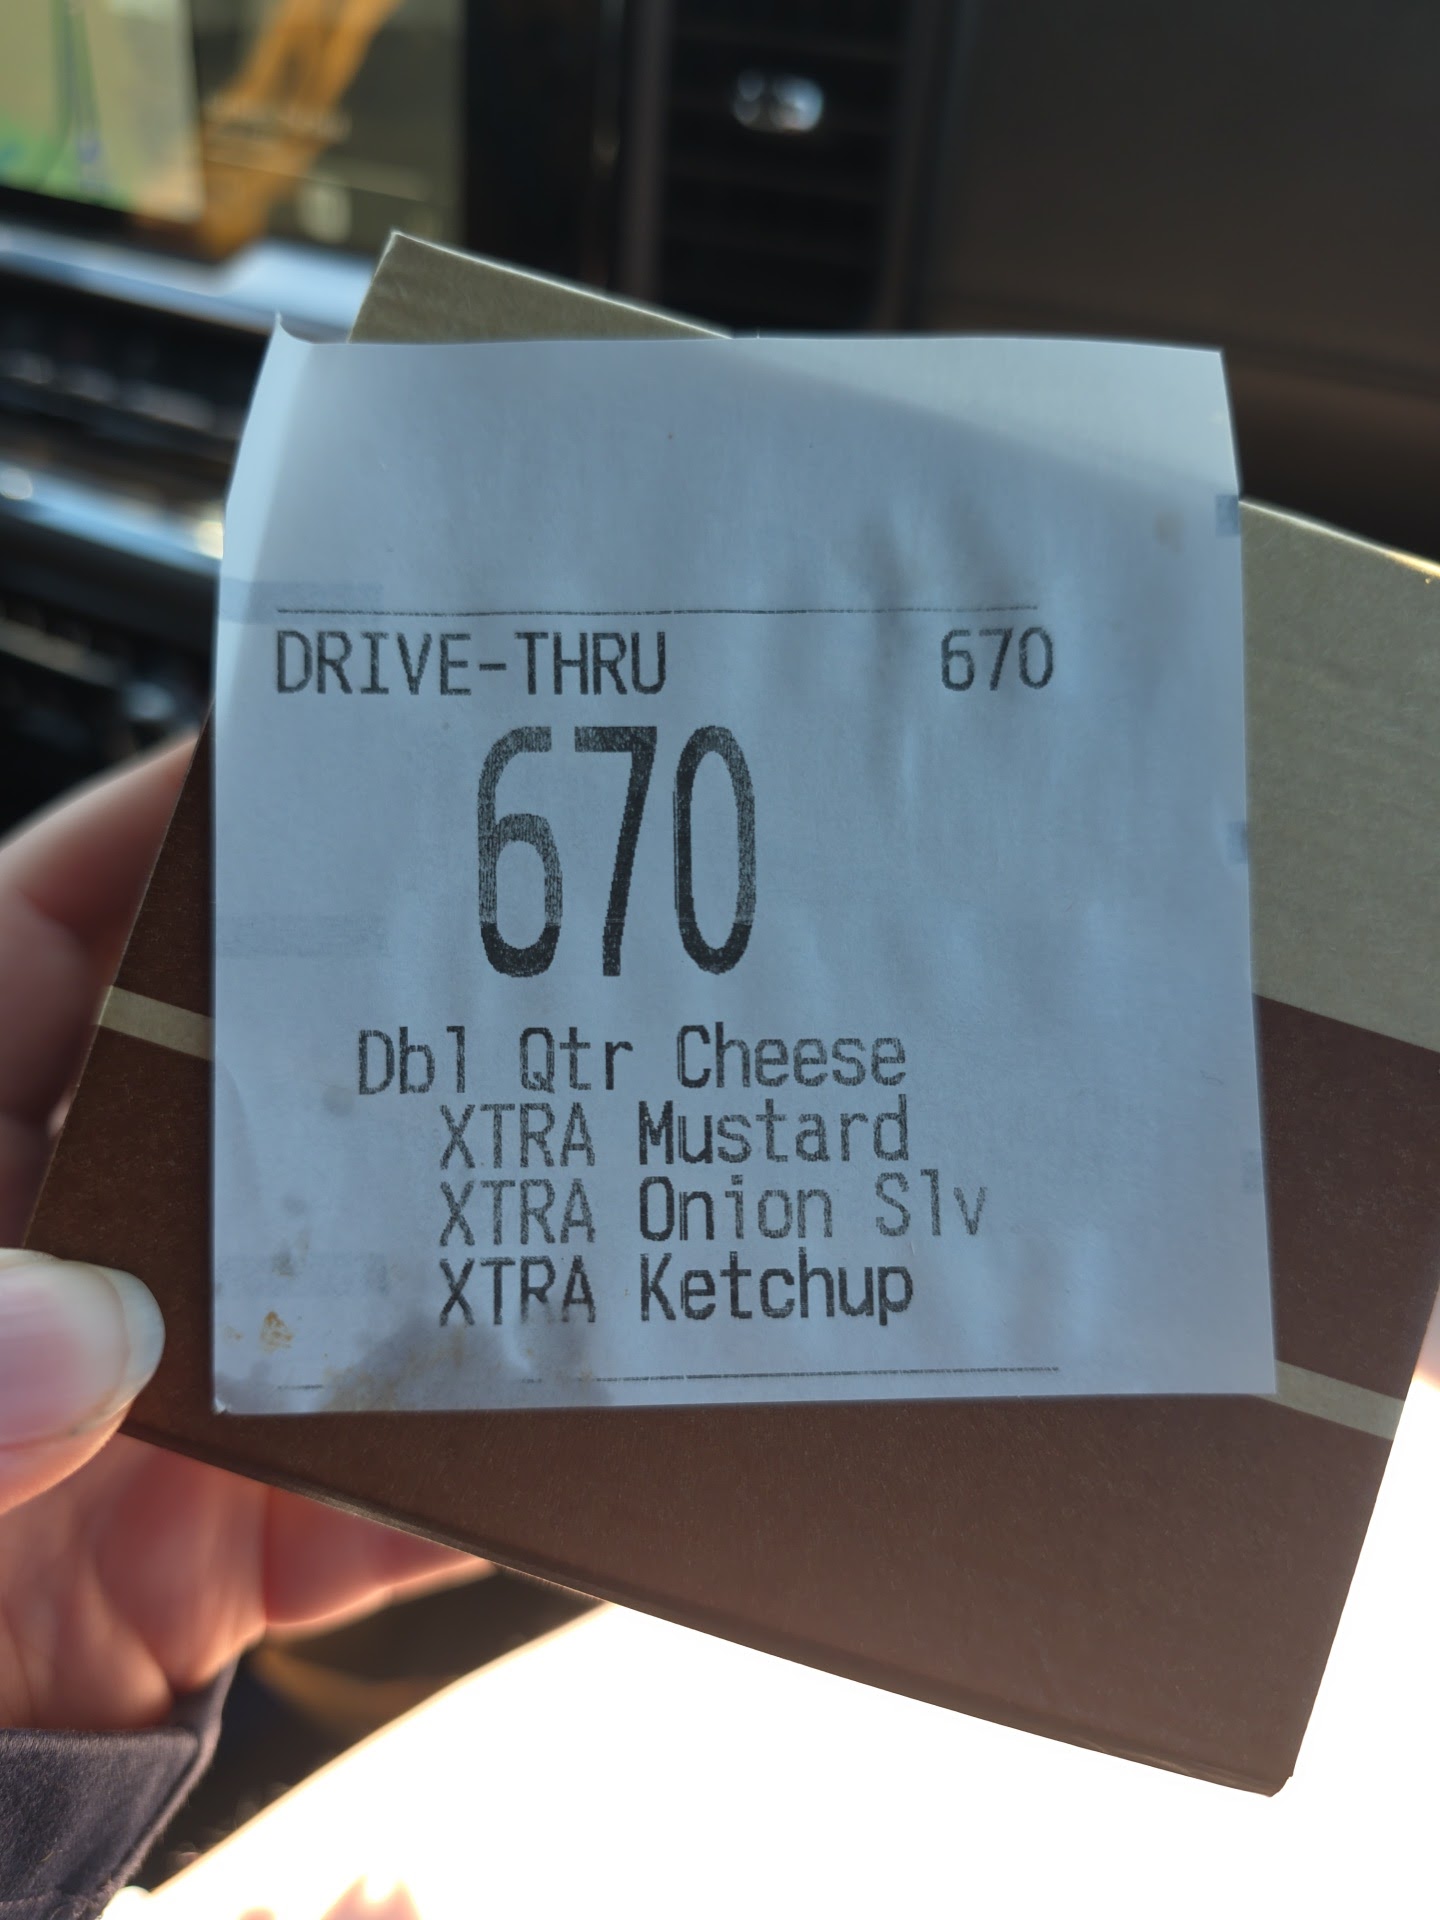 DRIVE-THRU 670
670
Dbl Qtr Cheese
XTRA Mustard
XTRA Onion Slv
XTRA Ketchup